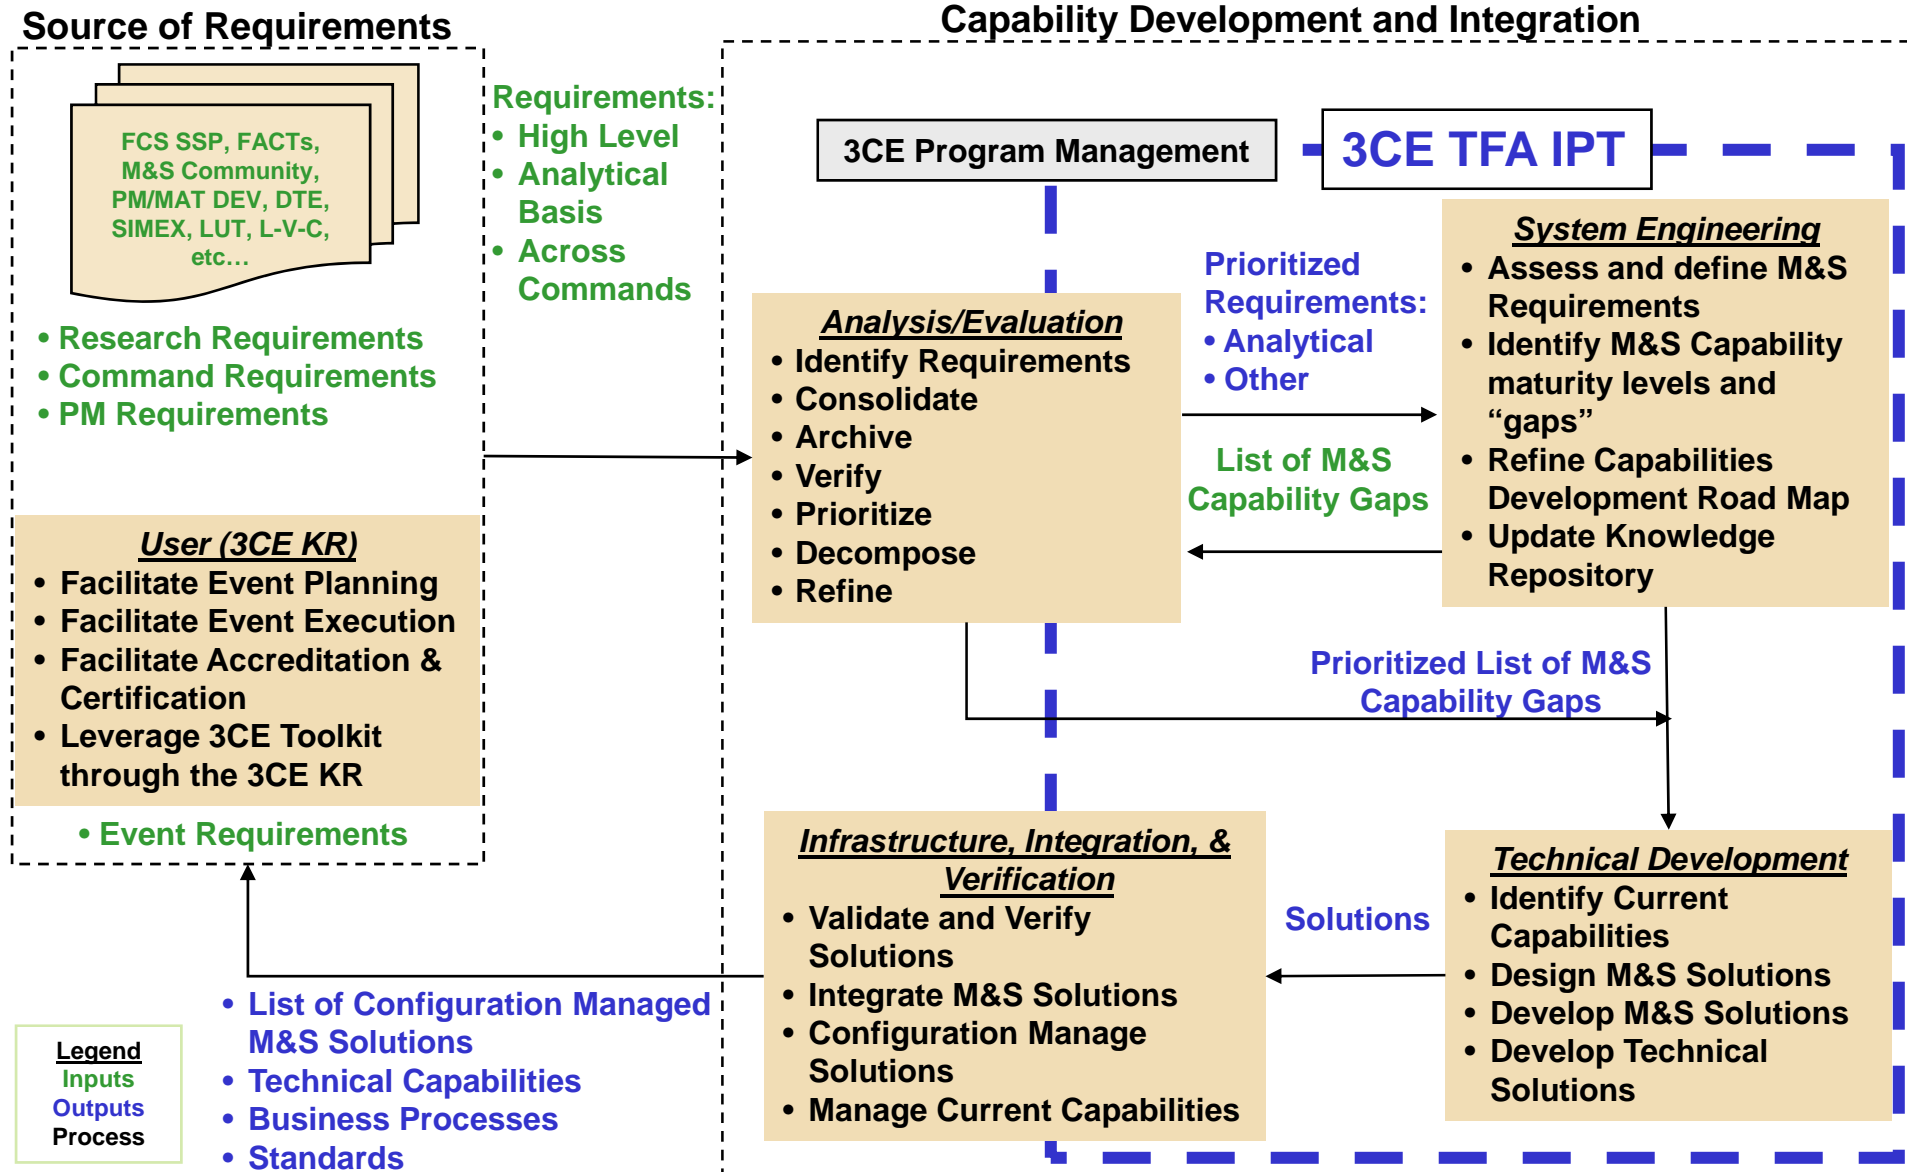 Source of Requirements
Capability Development and Integration
FCS SSP, FACTs,
M&S Community,
PM/MAT DEV, DTE,
SIMEX, LUT, L-V-C,
etc…
• Research Requirements
• Command Requirements
• PM Requirements
User (3CE KR)
• Facilitate Event Planning
• Facilitate Event Execution
• Facilitate Accreditation &
Certification
• Leverage 3CE Toolkit
through the 3CE KR
• Event Requirements
Requirements:
• High Level
• Analytical
Basis
• Across
Commands
3CE Program Management
3CE TFA IPT
Analysis/Evaluation
• Identify Requirements
• Consolidate
• Archive
• Verify
• Prioritize
• Decompose
• Refine
Prioritized
Requirements:
• Analytical
• Other
List of M&S
Capability Gaps
System Engineering
• Assess and define M&S
Requirements
• Identify M&S Capability
maturity levels and
“gaps”
• Refine Capabilities
Development Road Map
• Update Knowledge
Repository
Prioritized List of M&S
Capability Gaps
Infrastructure, Integration, &
Verification
• Validate and Verify
Solutions
• Integrate M&S Solutions
• Configuration Manage
Solutions
• Manage Current Capabilities
Solutions
Technical Development
• Identify Current
Capabilities
• Design M&S Solutions
• Develop M&S Solutions
• Develop Technical
Solutions
• List of Configuration Managed
M&S Solutions
• Technical Capabilities
• Business Processes
• Standards
Legend
Inputs
Outputs
Process